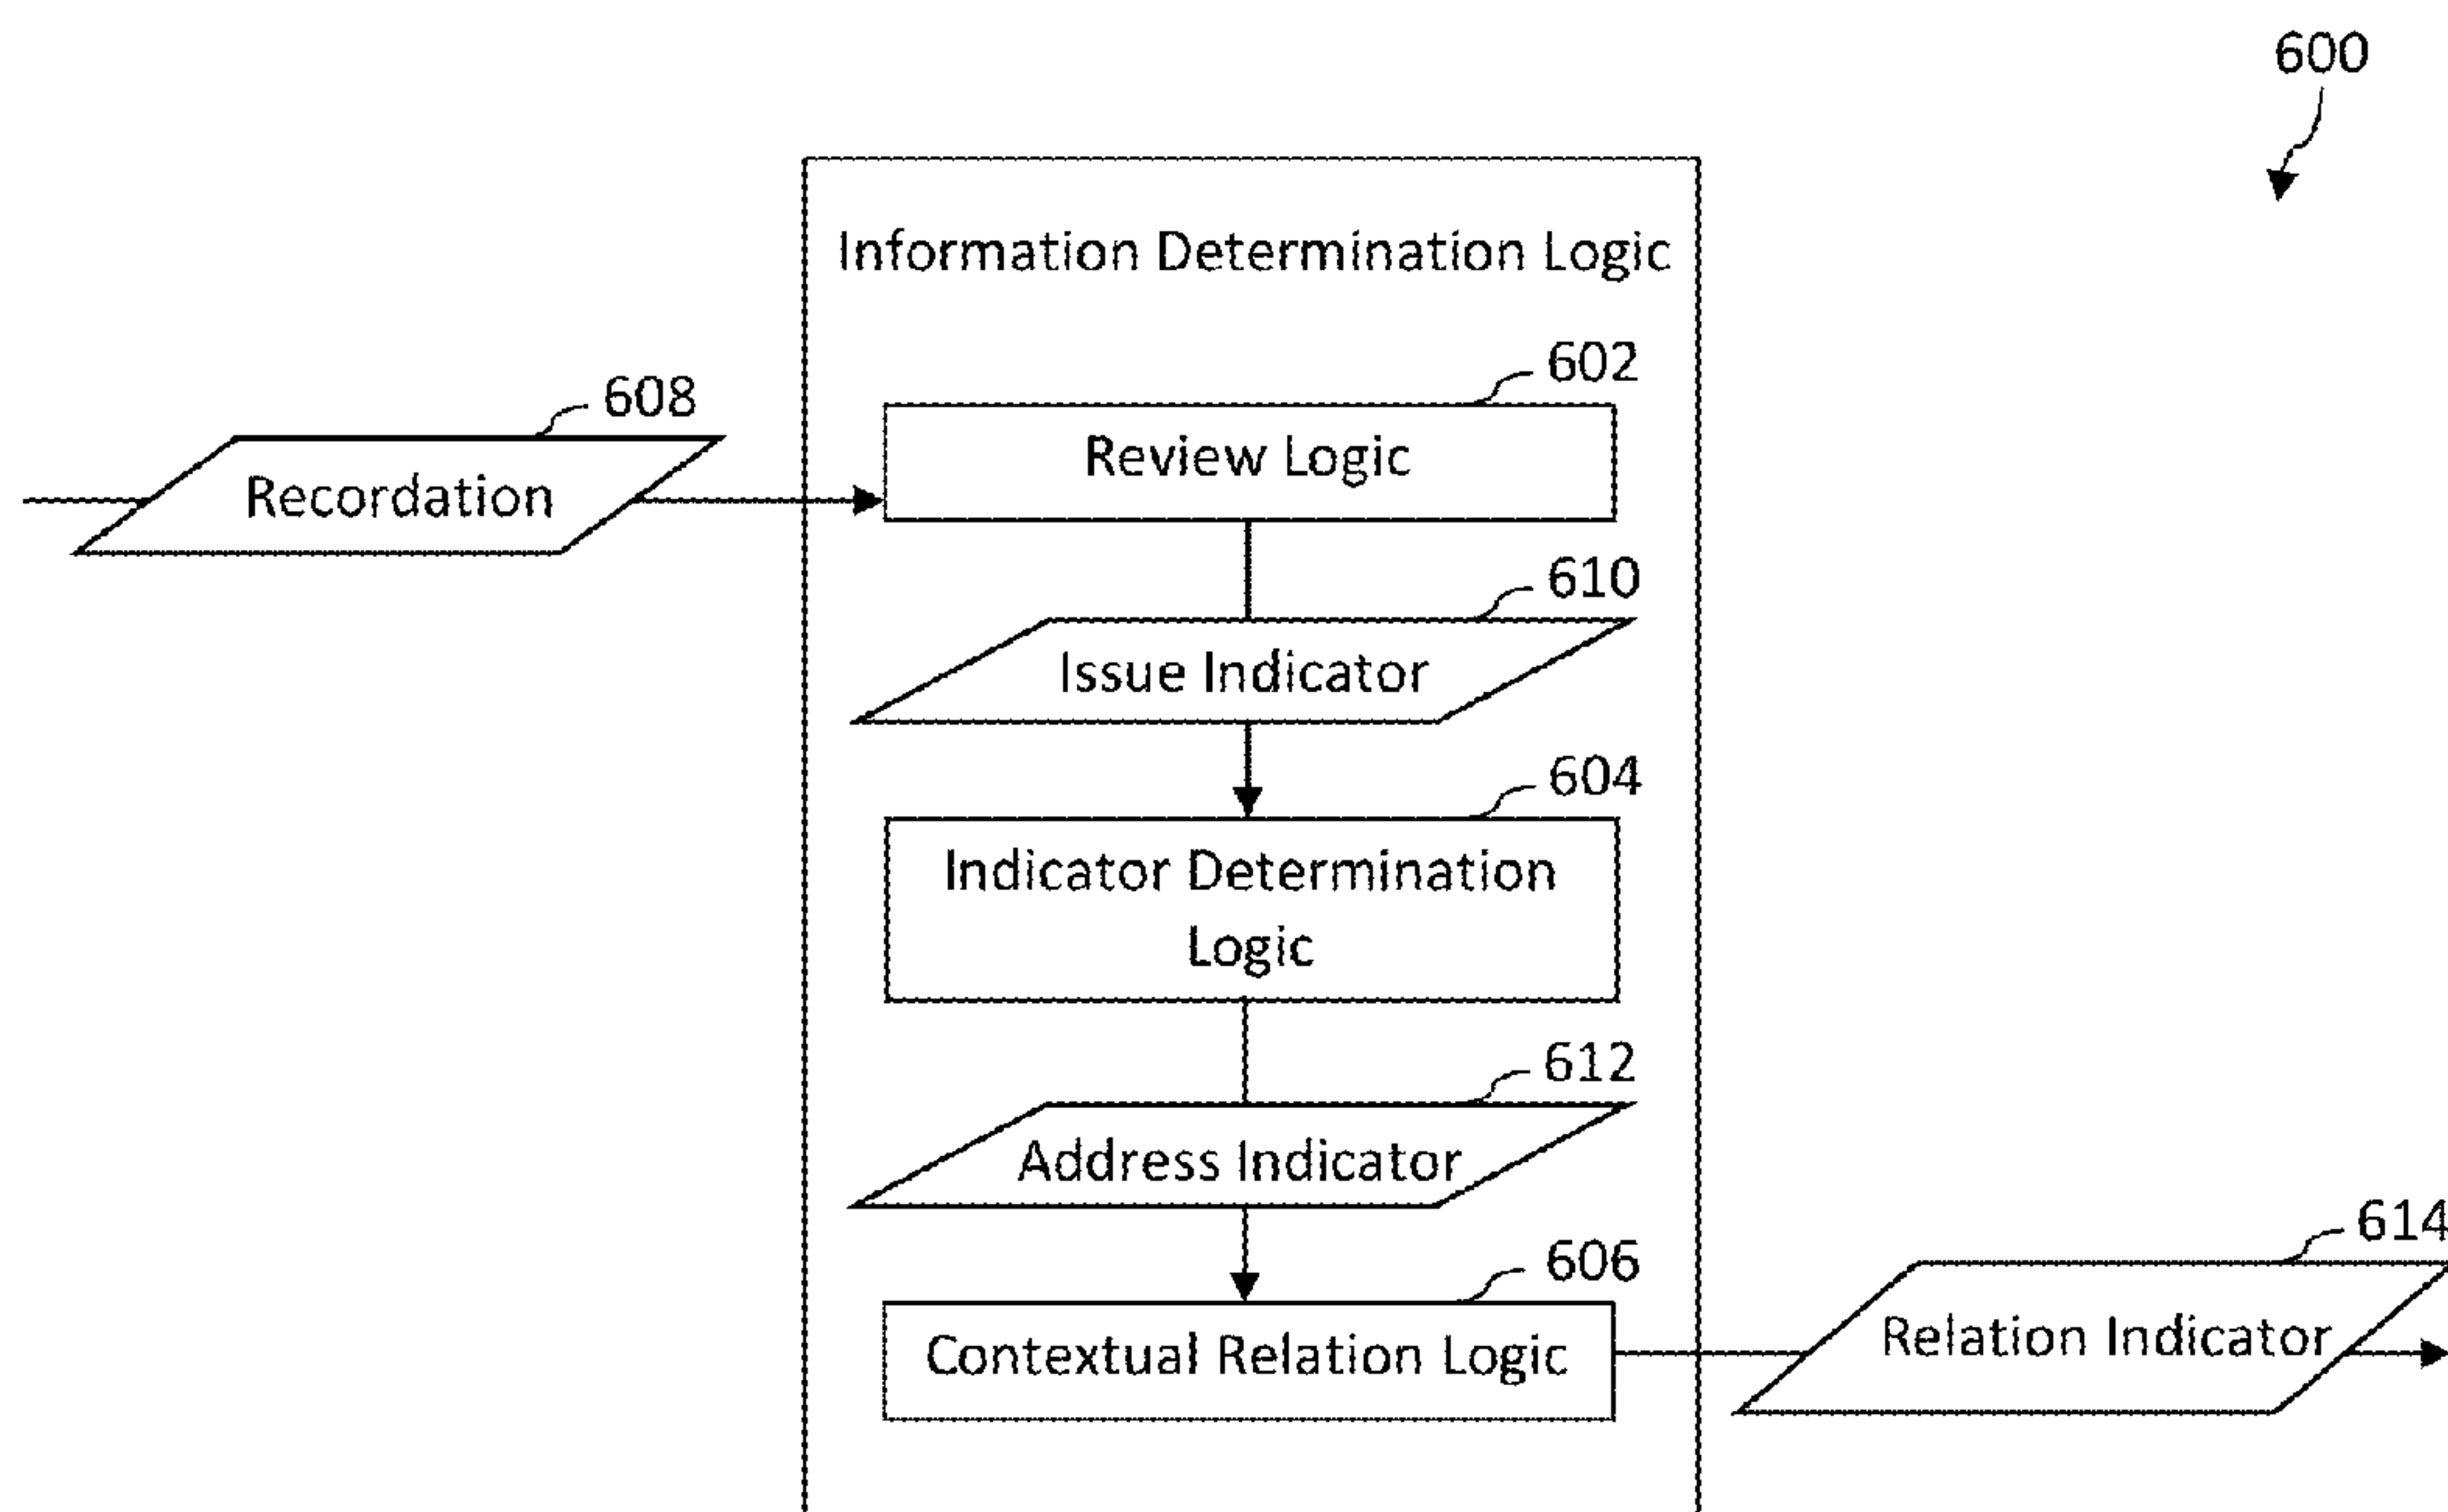 600
Information Determination Logic
602
608
Review Logic
Recordation
610
Issue Indicator
604
Indicator Determination
Logic
612
Address Indicator
614
606
Relation Indicator
Contextual Relation Logic